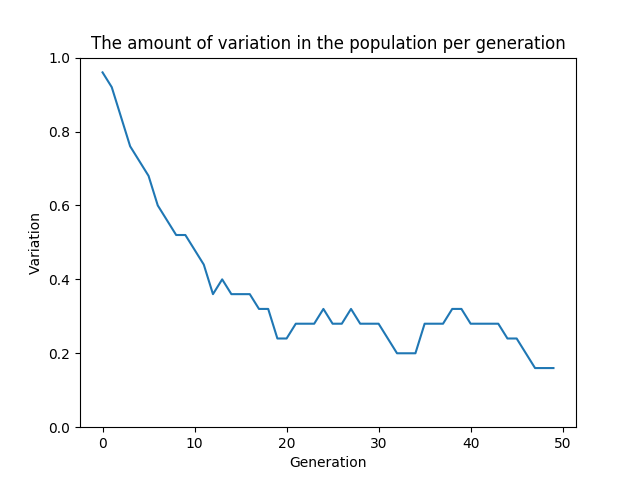 The amount of variation in the population per generation
1.0
0.8
0.6
0.4
0.2
0.0
Variation
0 10 20 30 40 50
Generation